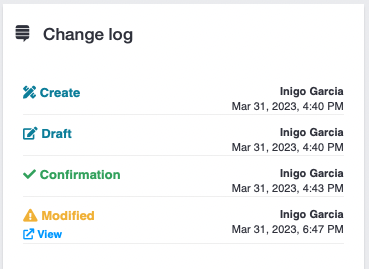 Change log
Create Inigo Garcia
Mar 31, 2023, 4:40 PM
Draft Inigo Garcia
Mar 31, 2023, 4:40 PM
Confirmation Inigo Garcia
Mar 31, 2023, 4:43 PM
Modified Inigo Garcia
View Mar 31, 2023, 6:47 PM